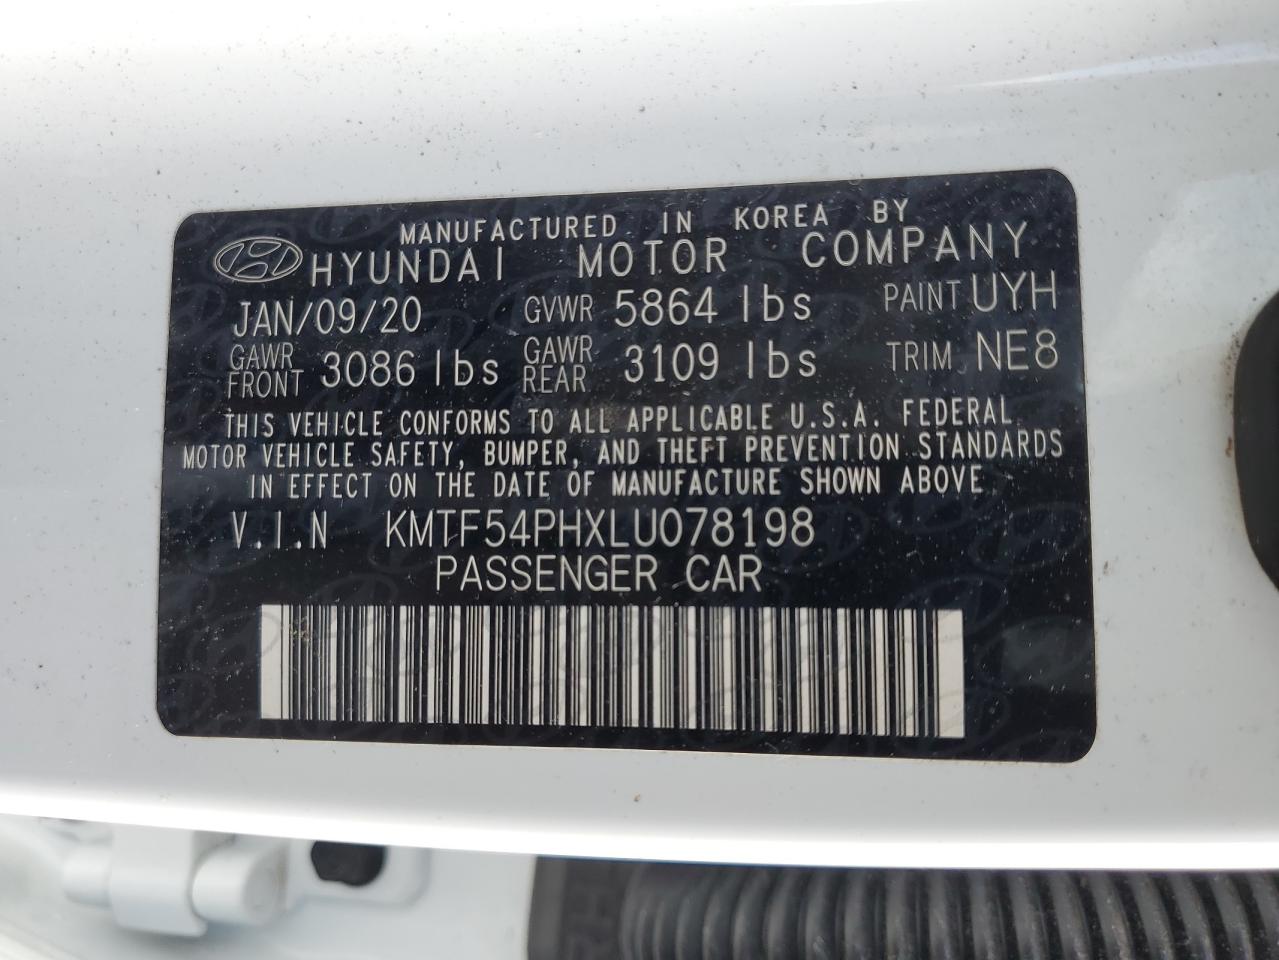 MANUFACTURED IN KOREA BY
HYUNDAI MOTOR COMPANY
JAN/09/20 GVWR 5864 lbs PAINT UYH
GAWR FRONT 3086 lbs GAWR REAR 3109 lbs TRIM NE8
THIS VEHICLE CONFORMS TO ALL APPLICABLE U.S.A. FEDERAL
MOTOR VEHICLE SAFETY, BUMPER, AND THEFT PREVENTION STANDARDS
IN EFFECT ON THE DATE OF MANUFACTURE SHOWN ABOVE
V.I.N KMTF54PHXLU078198
PASSENGER CAR